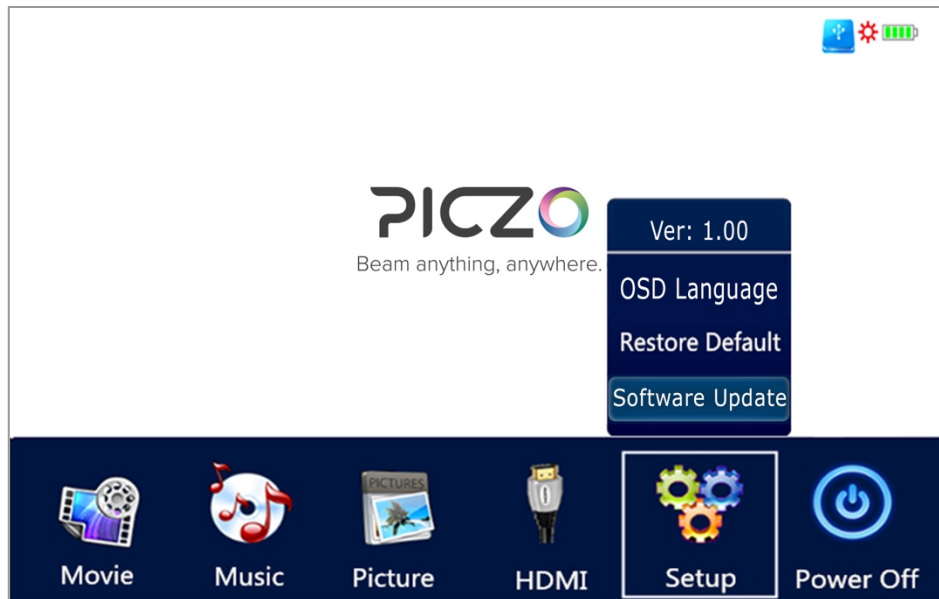 PICZO
Beam anything, anywhere.
Ver: 1.00
OSD Language
Restore Default
Software Update
PICTURES
Movie
Music
Picture
HDMI
Setup
Power Off